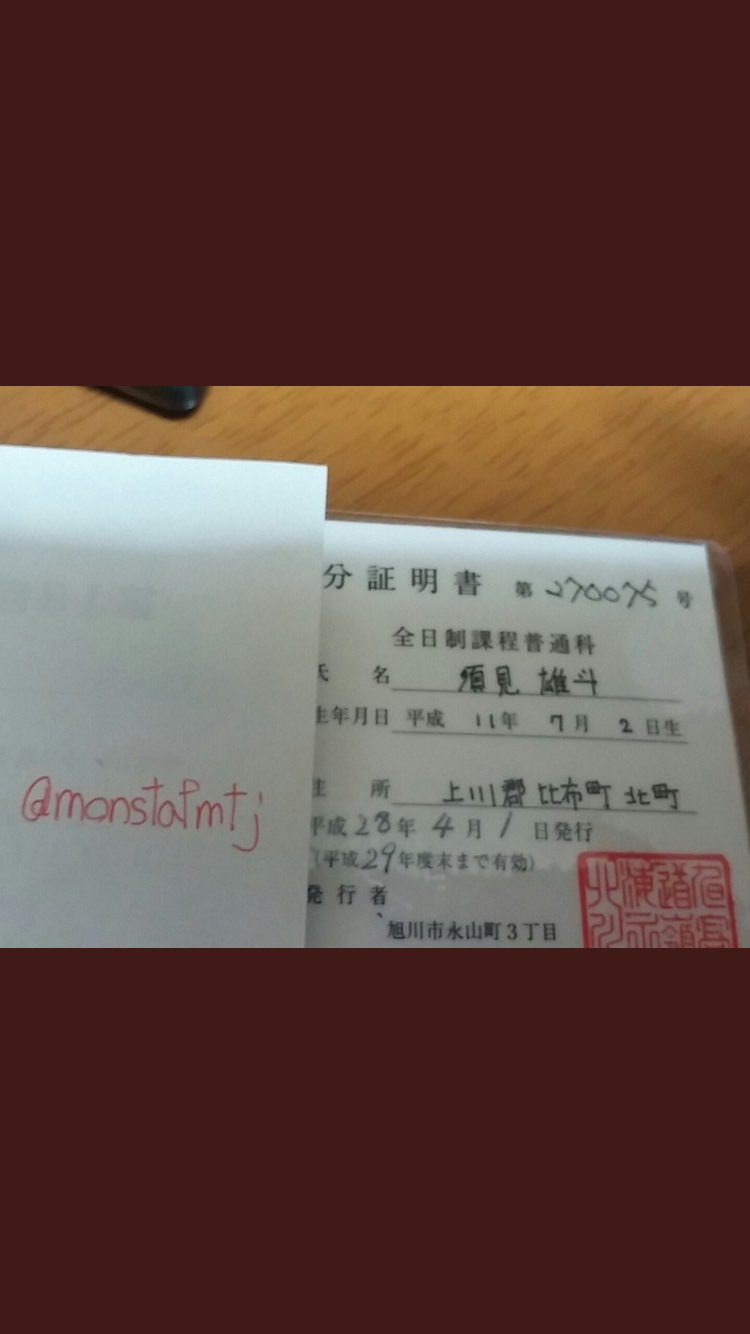 分証明書 第270075号
全日制課程普通科
氏 名 須見 雄斗
生年月日 平成 11年 7月 2日生
住 所 上川郡比布町北町
平成28年4月1日発行
(平成29年度末まで有効)
発行者
旭川市永山町3丁目
@monstafmtj